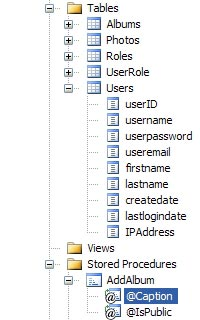 Tables
Albums
Photos
Roles
UserRole
Users
userID
username
userpassword
useremail
firstname
lastname
createdate
lastlogindate
IPAddress
Views
Stored Procedures
AddAlbum
@Caption
@IsPublic